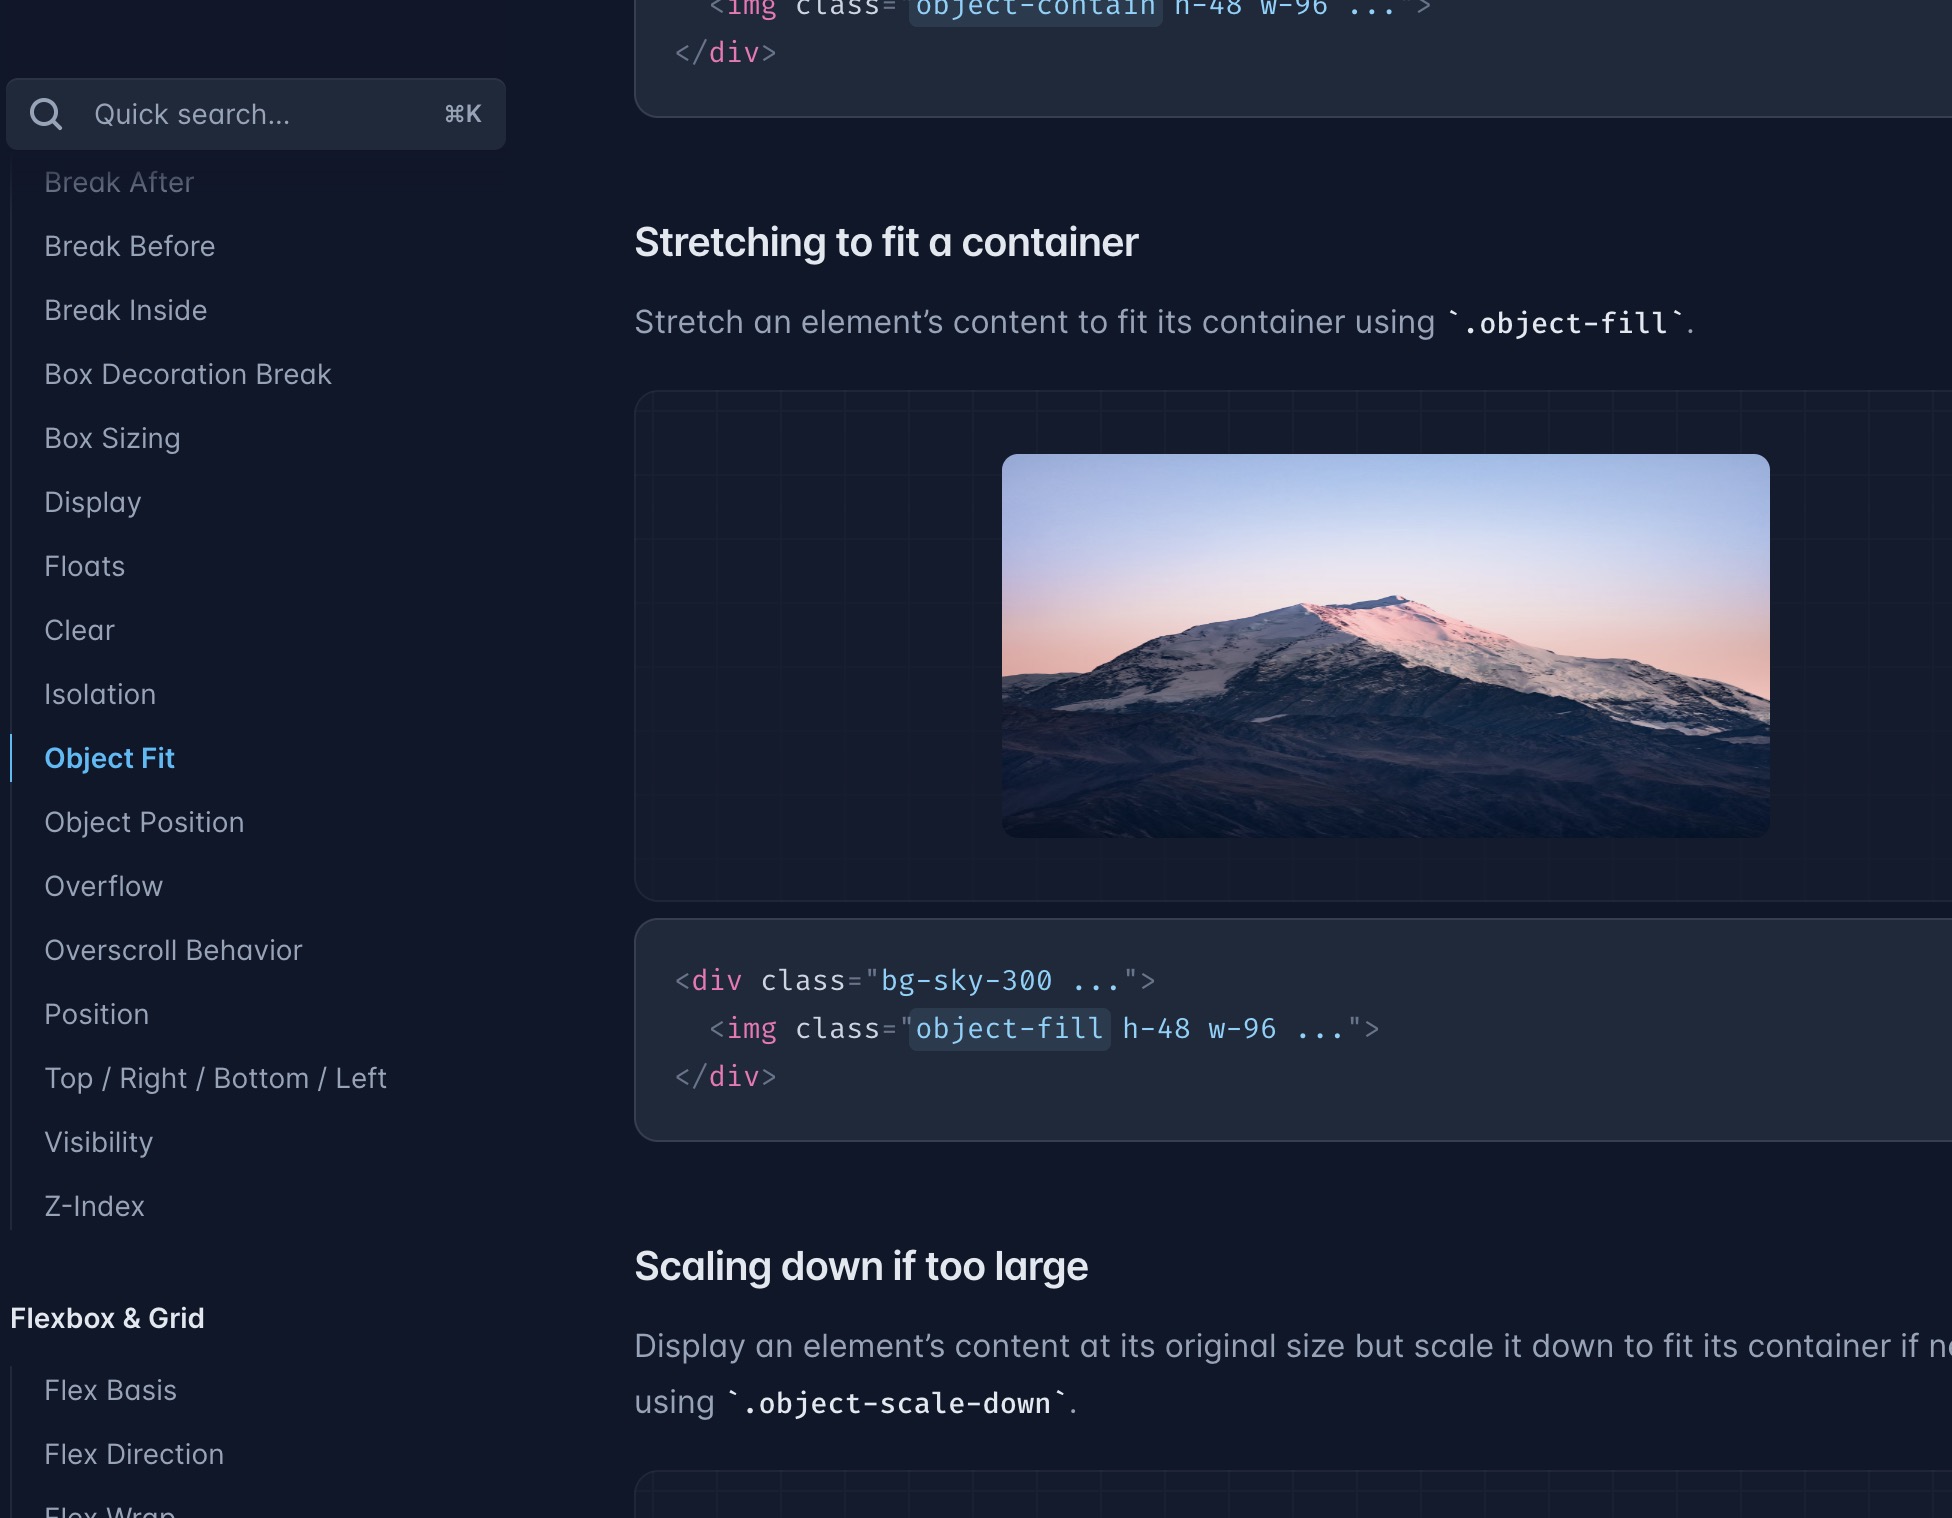 Quick search...
⌘K
Break After
Break Before
Break Inside
Box Decoration Break
Box Sizing
Display
Floats
Clear
Isolation
Object Fit
Object Position
Overflow
Overscroll Behavior
Position
Top / Right / Bottom / Left
Visibility
Z-Index
Flexbox & Grid
Flex Basis
Flex Direction
Flex Wrap
<img class="object-contain h-48 w-96 ...">
</div>
Stretching to fit a container
Stretch an element’s content to fit its container using `.object-fill`.
<div class="bg-sky-300 ...">
<img class="object-fill h-48 w-96 ...">
</div>
Scaling down if too large
Display an element’s content at its original size but scale it down to fit its container if
using `.object-scale-down`.